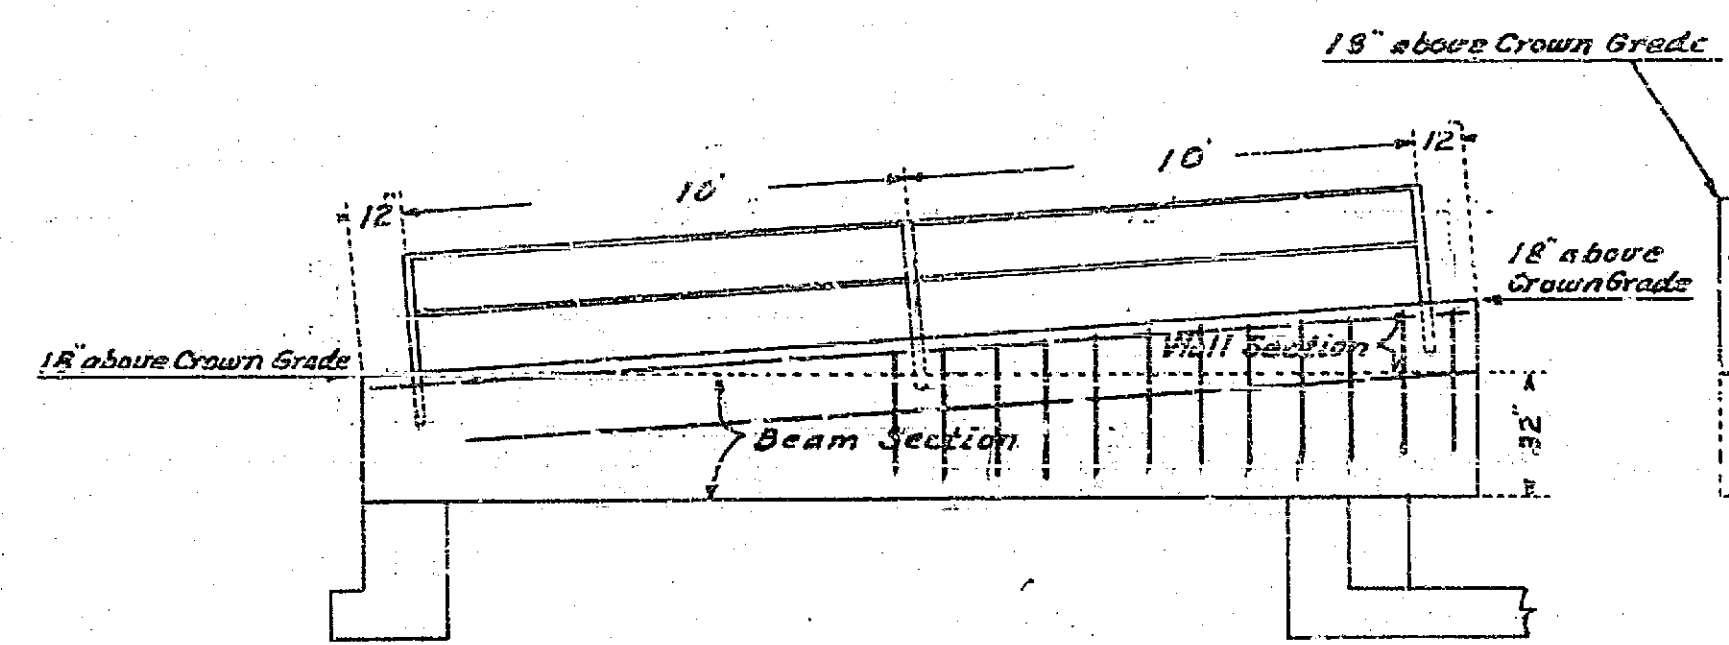 18" above Crown Grade
12"
10'
10'
12"
18" above
Crown Grade
18" above Crown Grade
Wall Section
Beam Section
32"